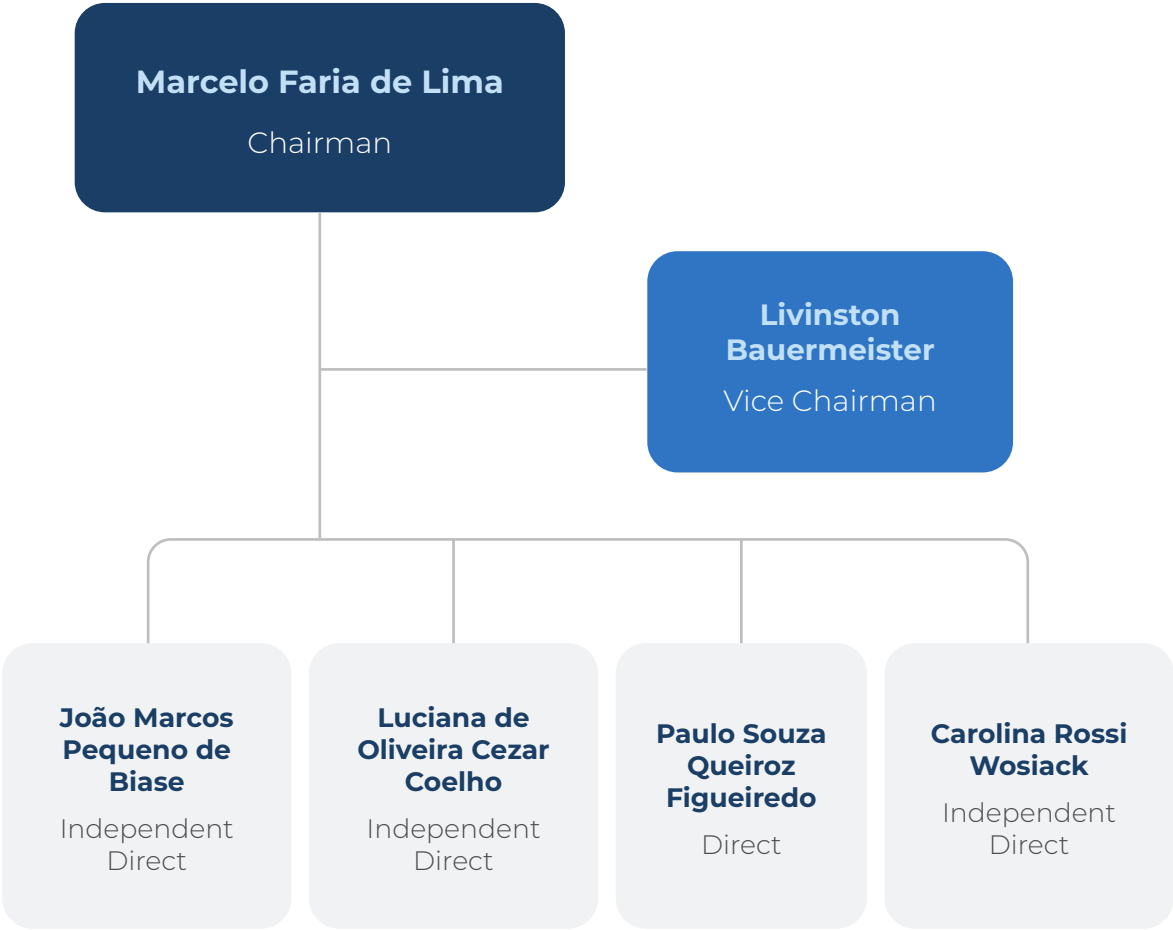 Marcelo Faria de Lima
Chairman
Livinston
Bauermeister
Vice Chairman
João Marcos
Pequeno de
Biase
Independent
Direct
Luciana de
Oliveira Cezar
Coelho
Independent
Direct
Paulo Souza
Queiroz
Figueiredo
Direct
Carolina Rossi
Wosiack
Independent
Direct